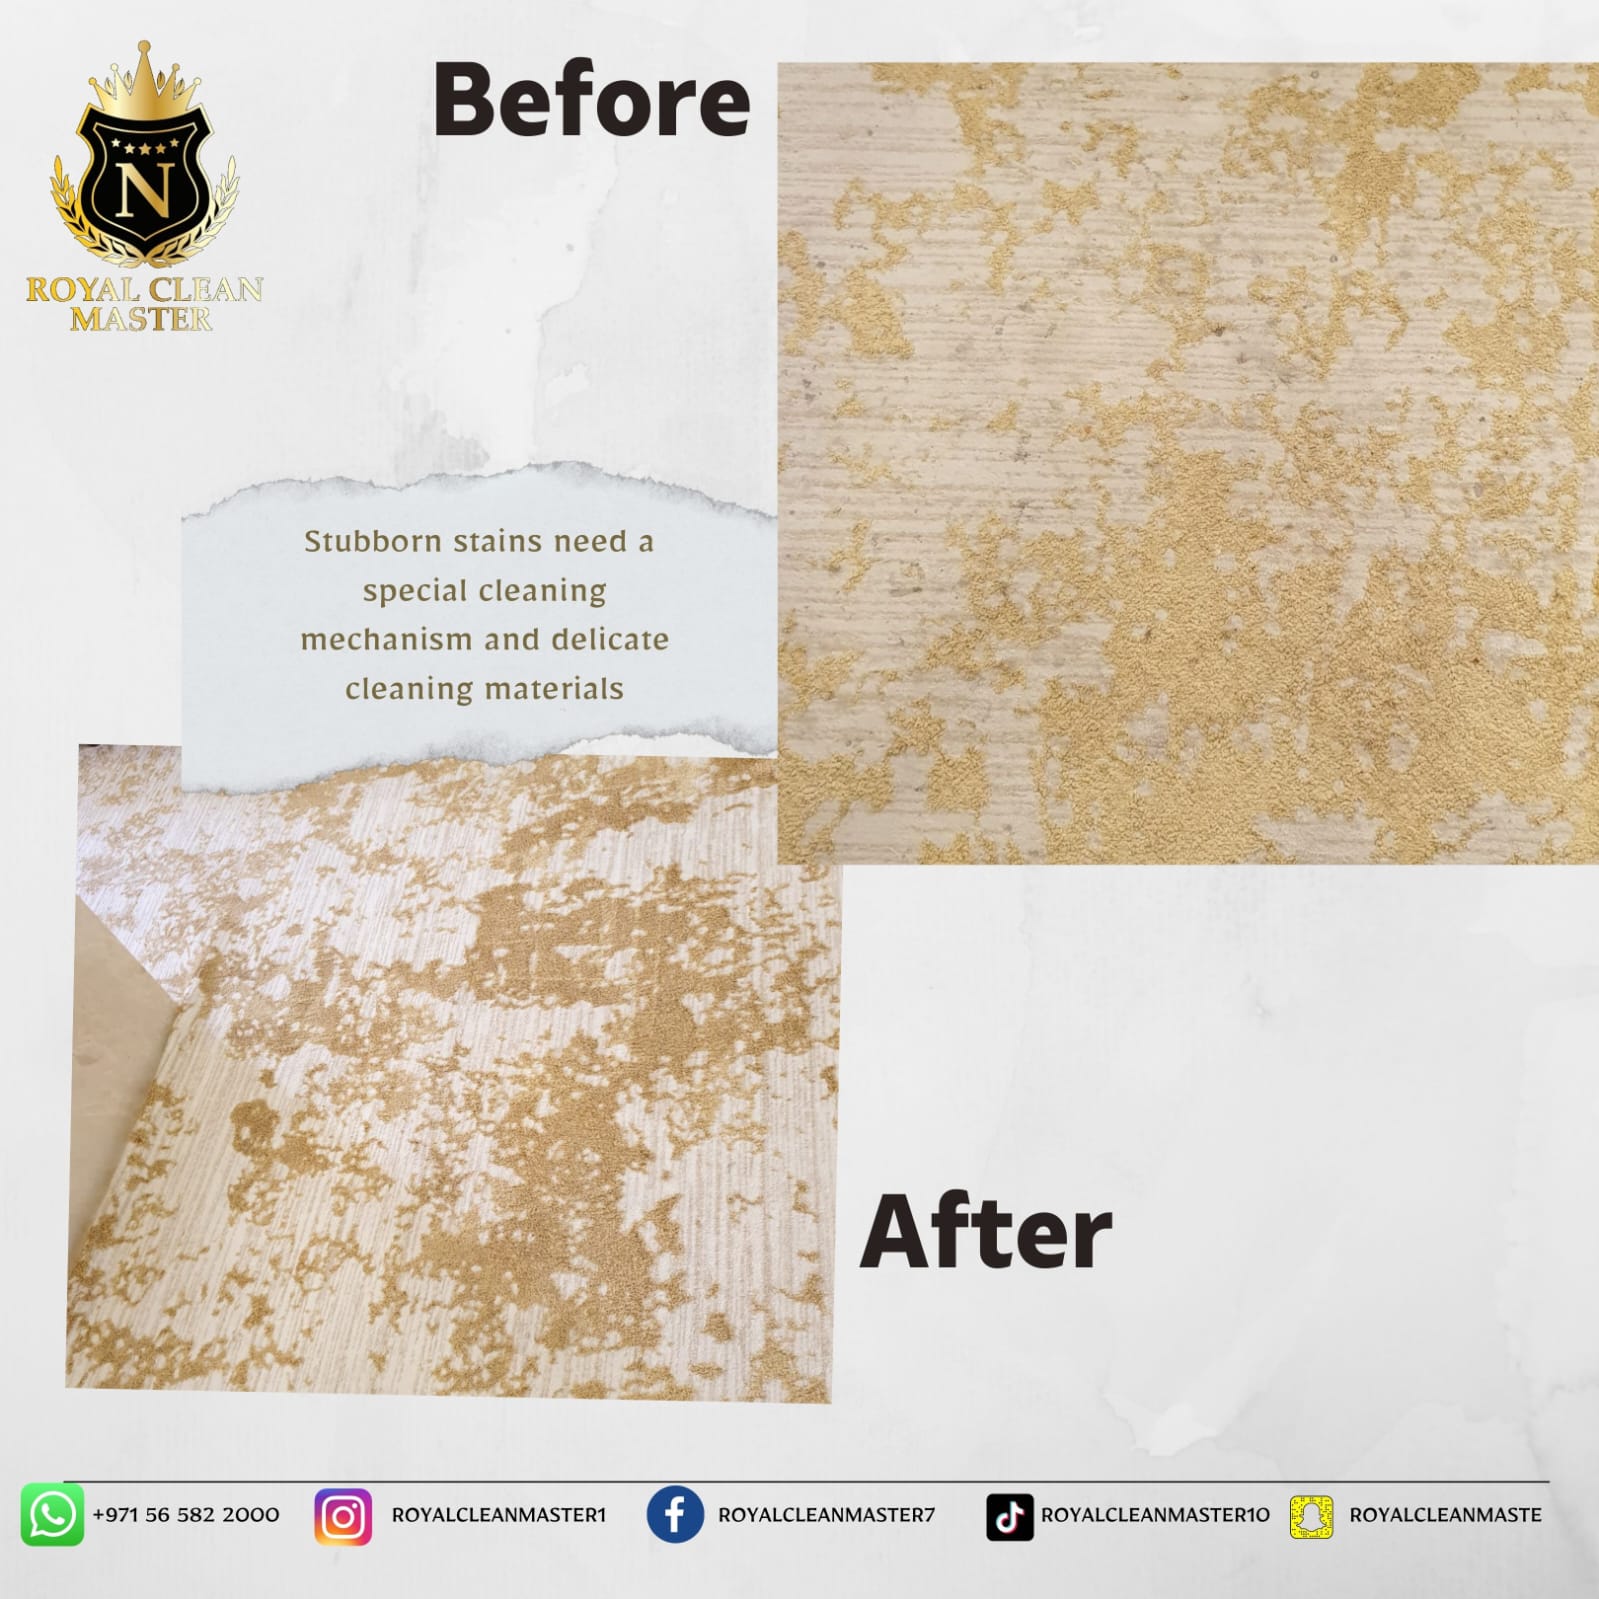 Before
N
ROYAL CLEAN
MASTER
Stubborn stains need a
special cleaning
mechanism and delicate
cleaning materials
After
+971 56 582 2000
ROYALCLEANMASTER1
ROYALCLEANMASTER7
ROYALCLEANMASTER10
ROYALCLEANMASTE